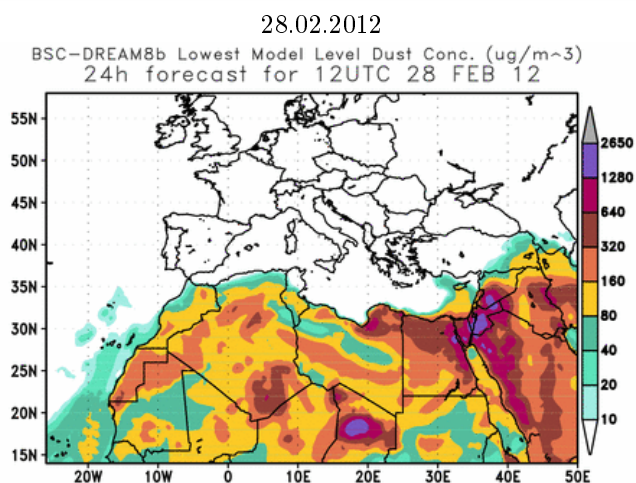 28.02.2012
BSC-DREAM8b Lowest Model Level Dust Conc. (ug/m^3)
24h forecast for 12UTC 28 FEB 12
55N
50N
45N
40N
35N
30N
25N
20N
15N
20W 10W 0 10E 20E 30E 40E 50E
2650
1280
640
320
160
80
40
20
10